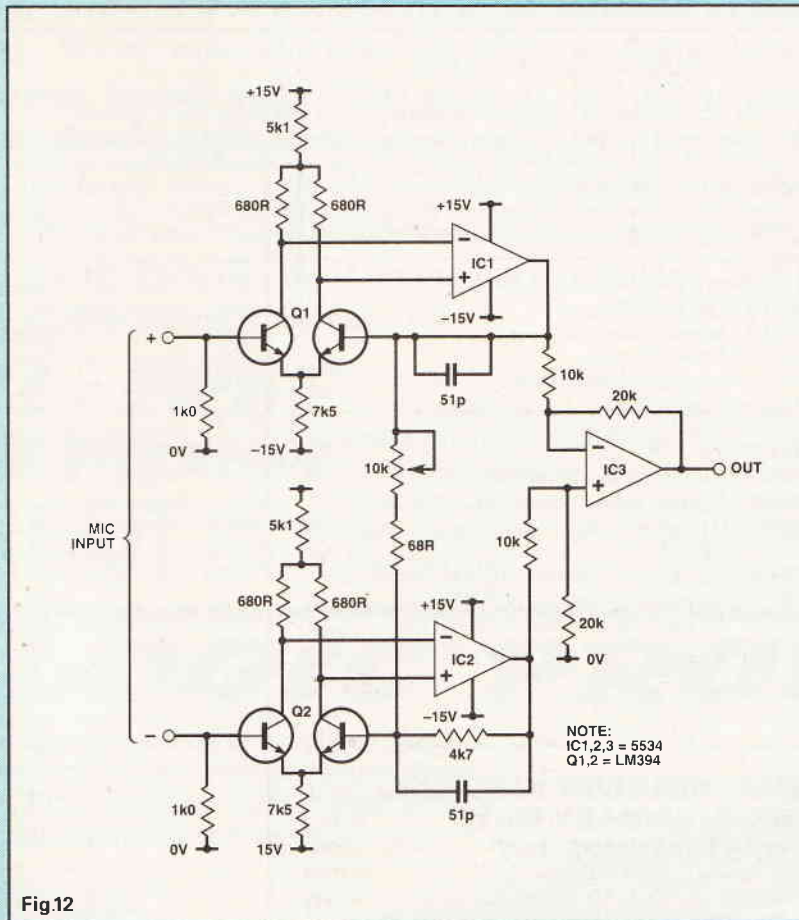 +15V
5k1
680R
680R
+15V
−
IC1
+
−15V
Q1
+
10k
20k
51p
1k0
7k5
0V
−15V
−
IC3
+
OUT
10k
MIC
INPUT
5k1
68R
10k
680R
680R
+15V
20k
−
IC2
+
0V
−15V
Q2
−
4k7
NOTE:
IC1,2,3 = 5534
Q1,2 = LM394
1k0
7k5
51p
0V
15V
Fig.12